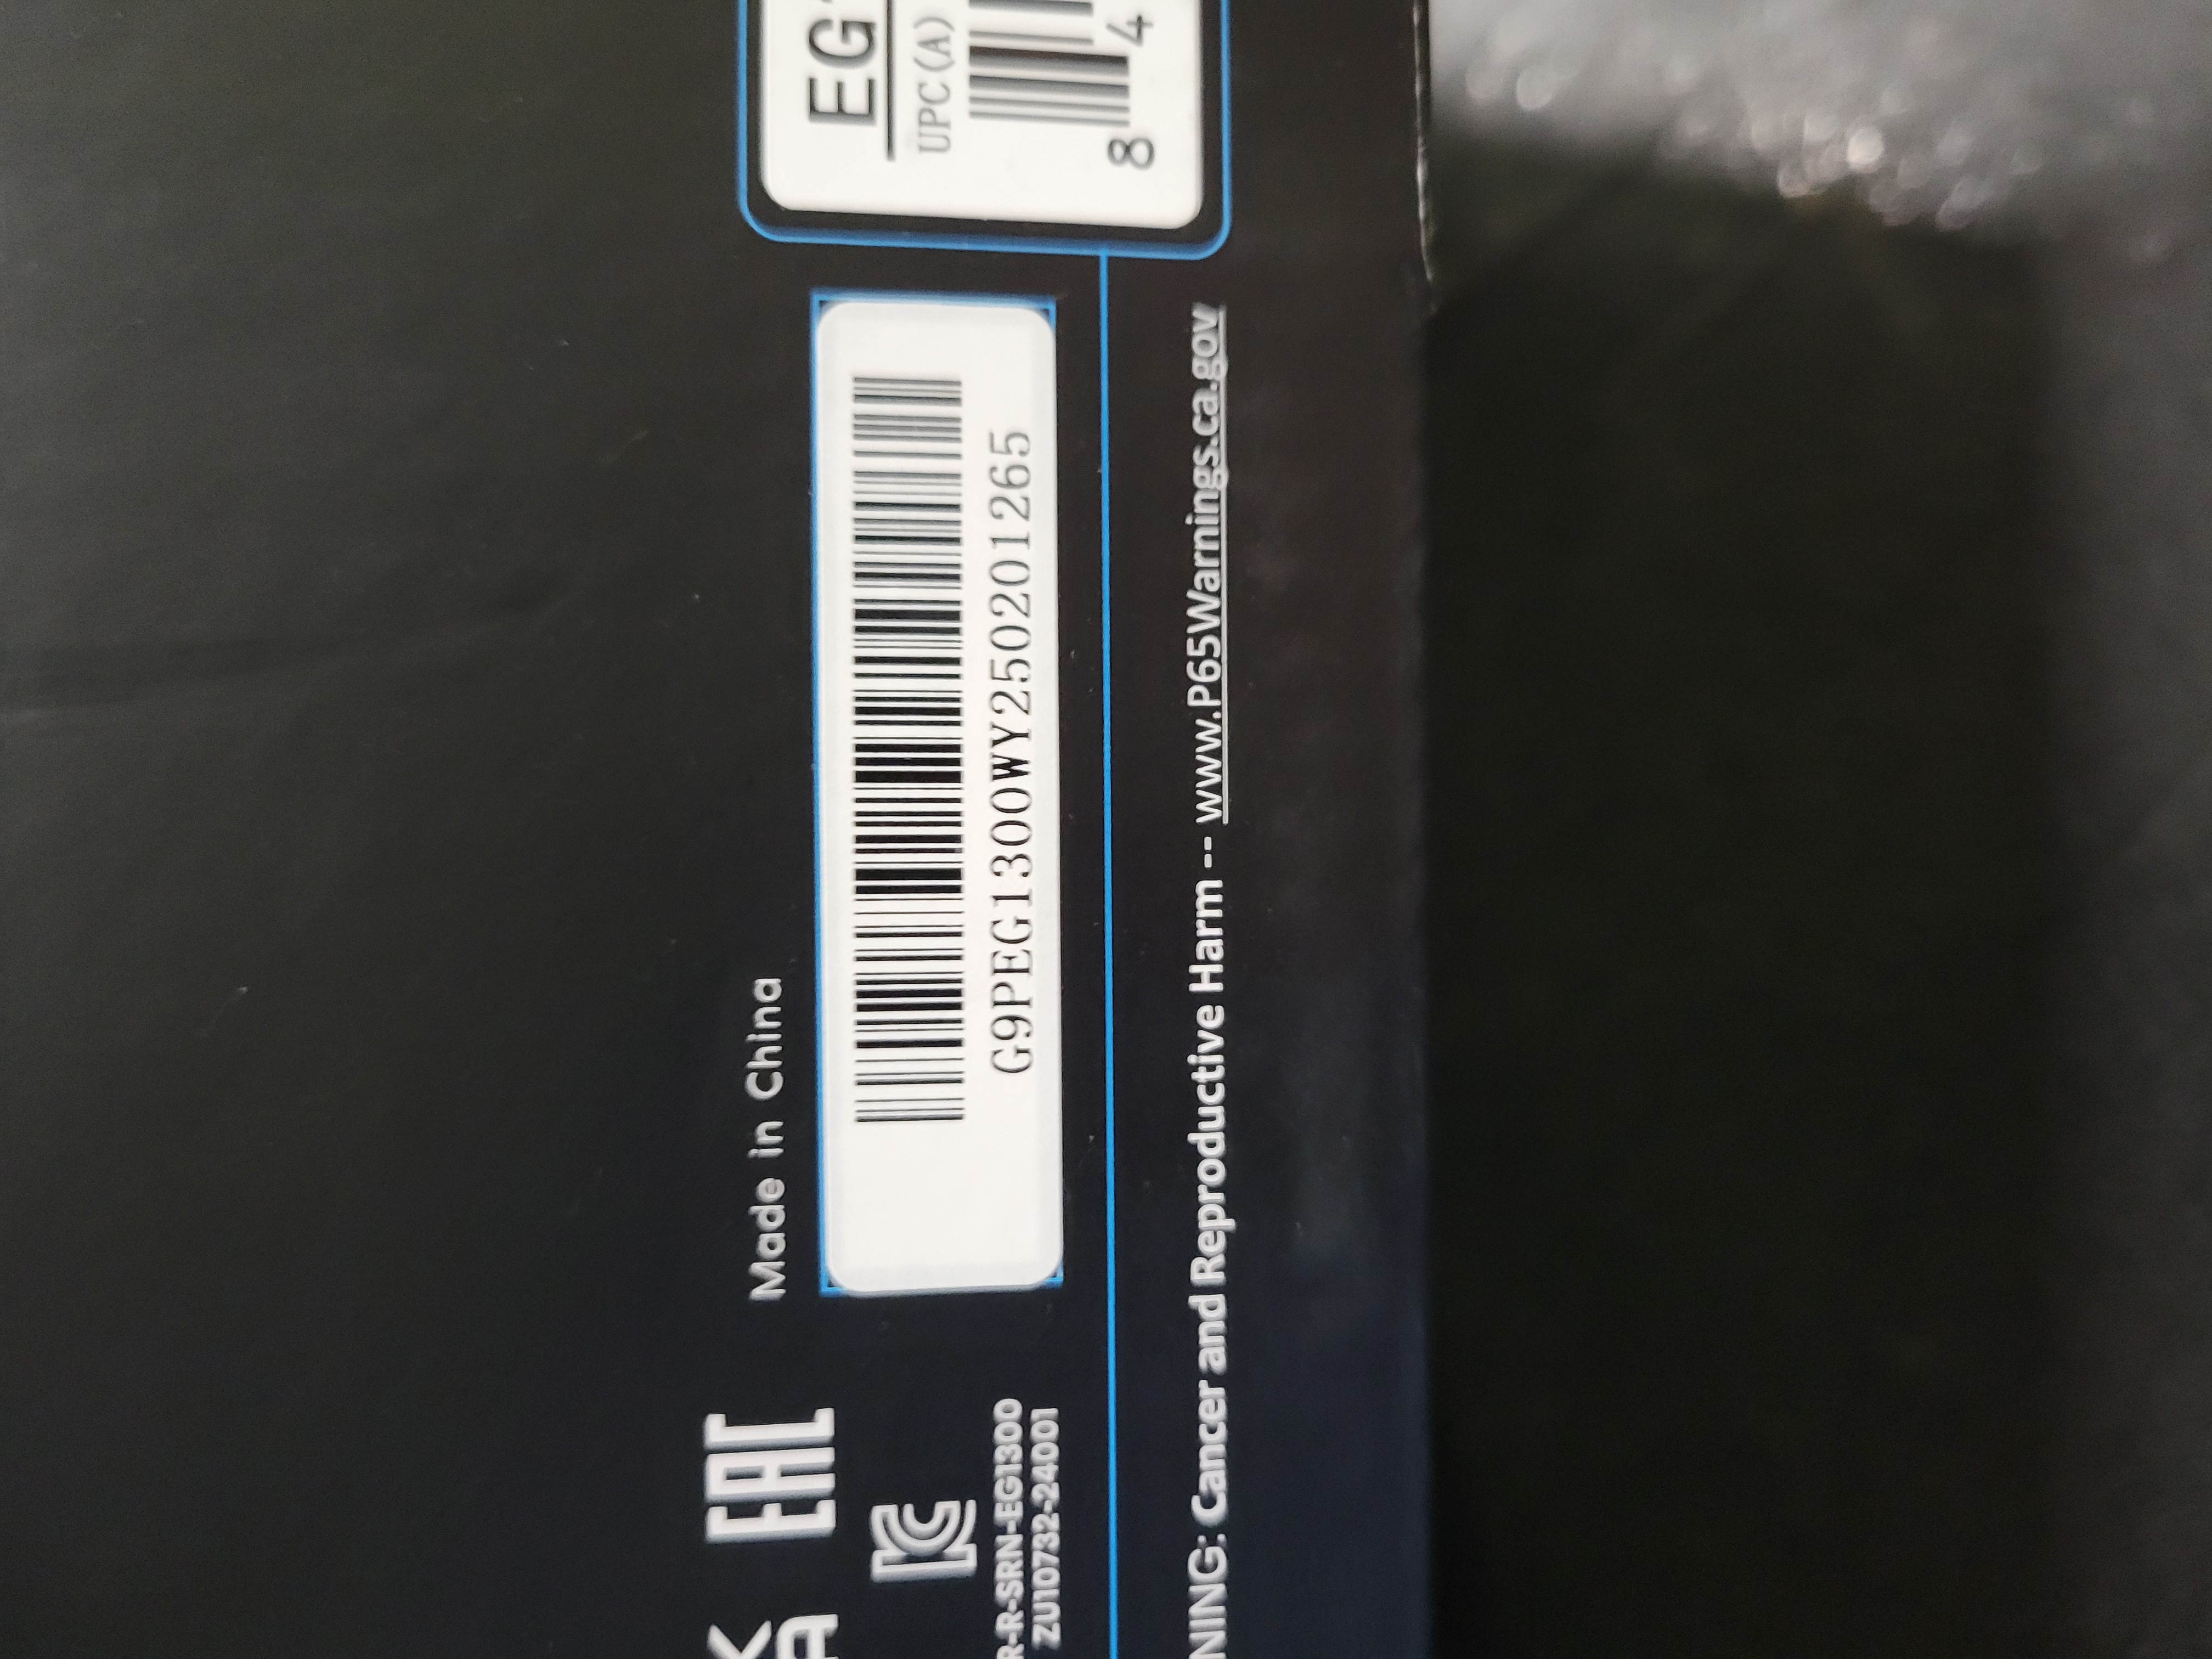 Made in China
G9PEG1300WY250201265
EG
UPC(A)
8 4
EAC
R-R-SRN-EG1300
ZU10732-24001
NING: Cancer and Reproductive Harm -- www.P65Warnings.ca.gov